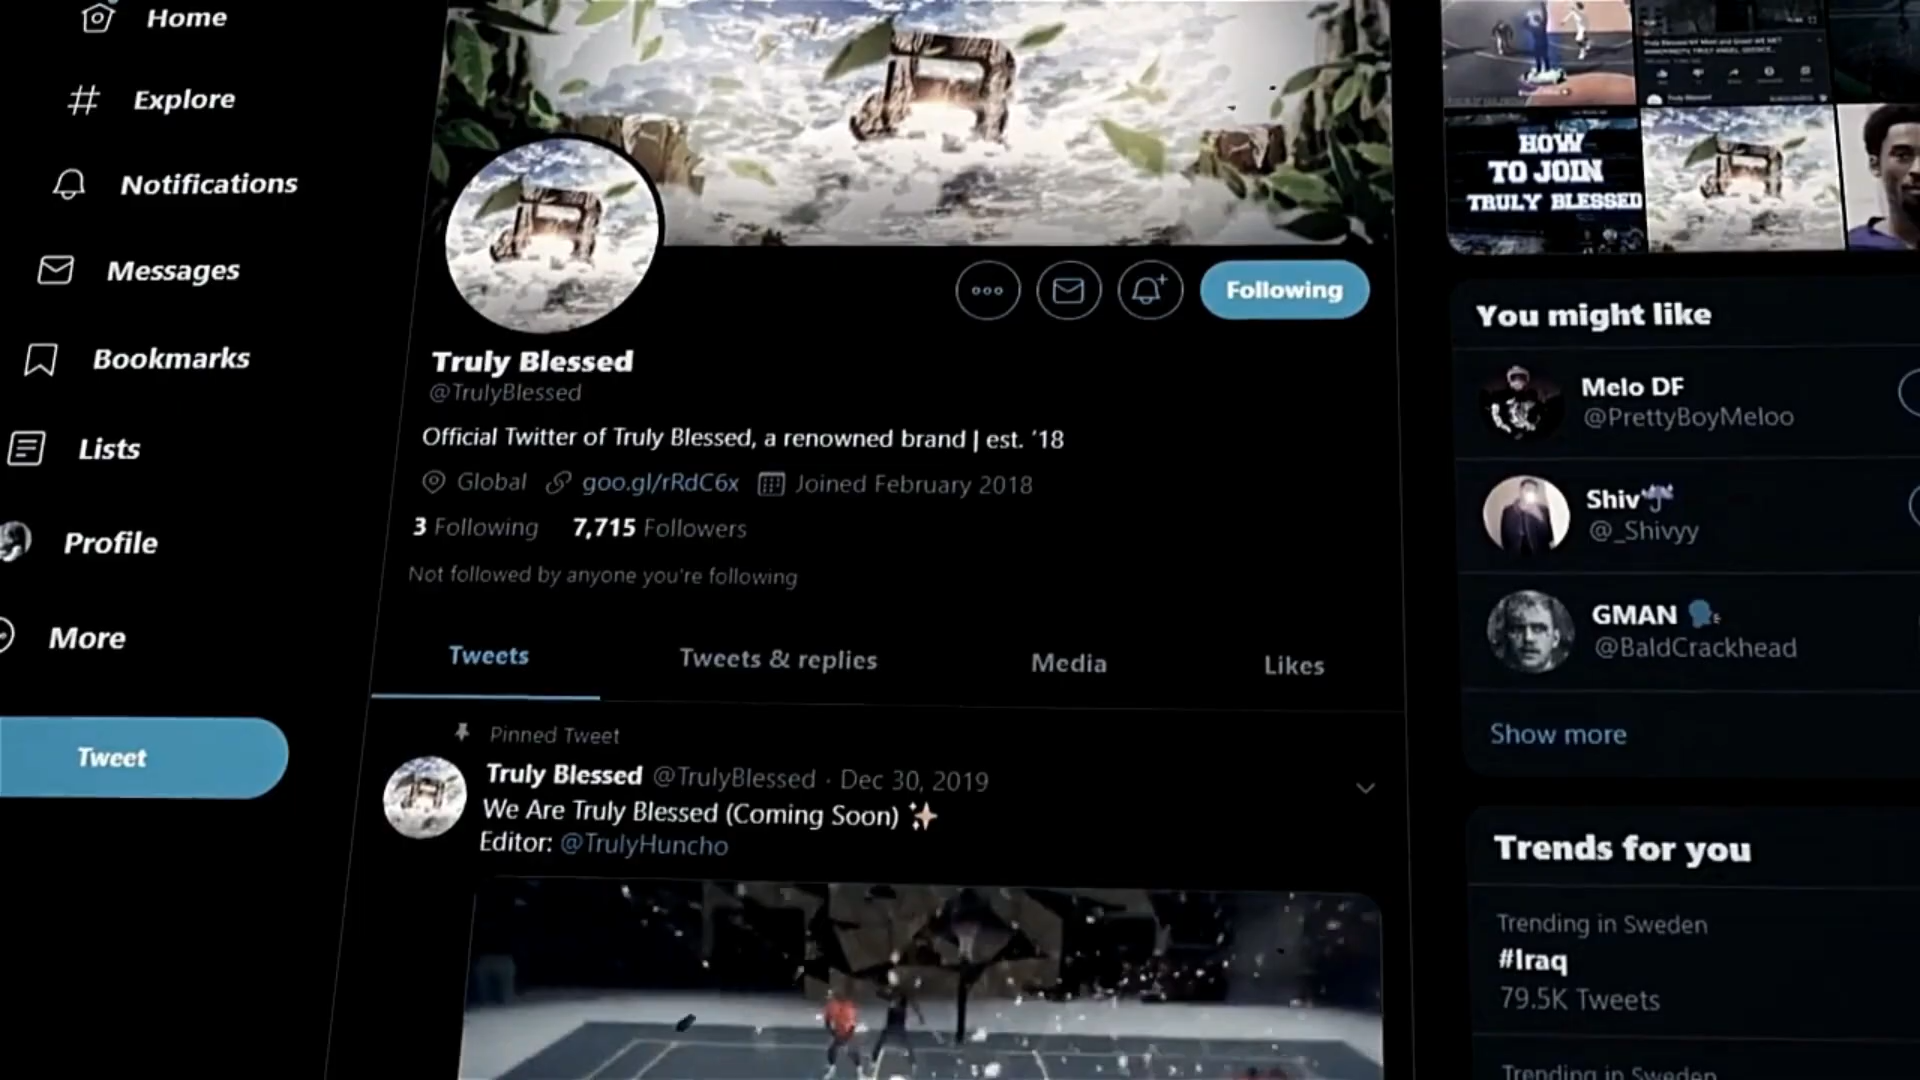 Home
Explore
Notifications
Messages
Bookmarks
Lists
Profile
More
Tweet
Following
Truly Blessed
@TrulyBlessed
Official Twitter of Truly Blessed, a renowned brand | est. '18
Global goo.gl/rRdC6x Joined February 2018
3 Following 7,715 Followers
Not followed by anyone you're following
Tweets Tweets & replies Media Likes
Pinned Tweet
Truly Blessed @TrulyBlessed · Dec 30, 2019
We Are Truly Blessed (Coming Soon) ✨
Editor: @TrulyHuncho
HOW
TO JOIN
TRULY BLESSED
You might like
Melo DF
@PrettyBoyMeloo
Shiv
@_Shivyy
GMAN
@BaldCrackhead
Show more
Trends for you
Trending in Sweden
#Iraq
79.5K Tweets
Trending in Sweden